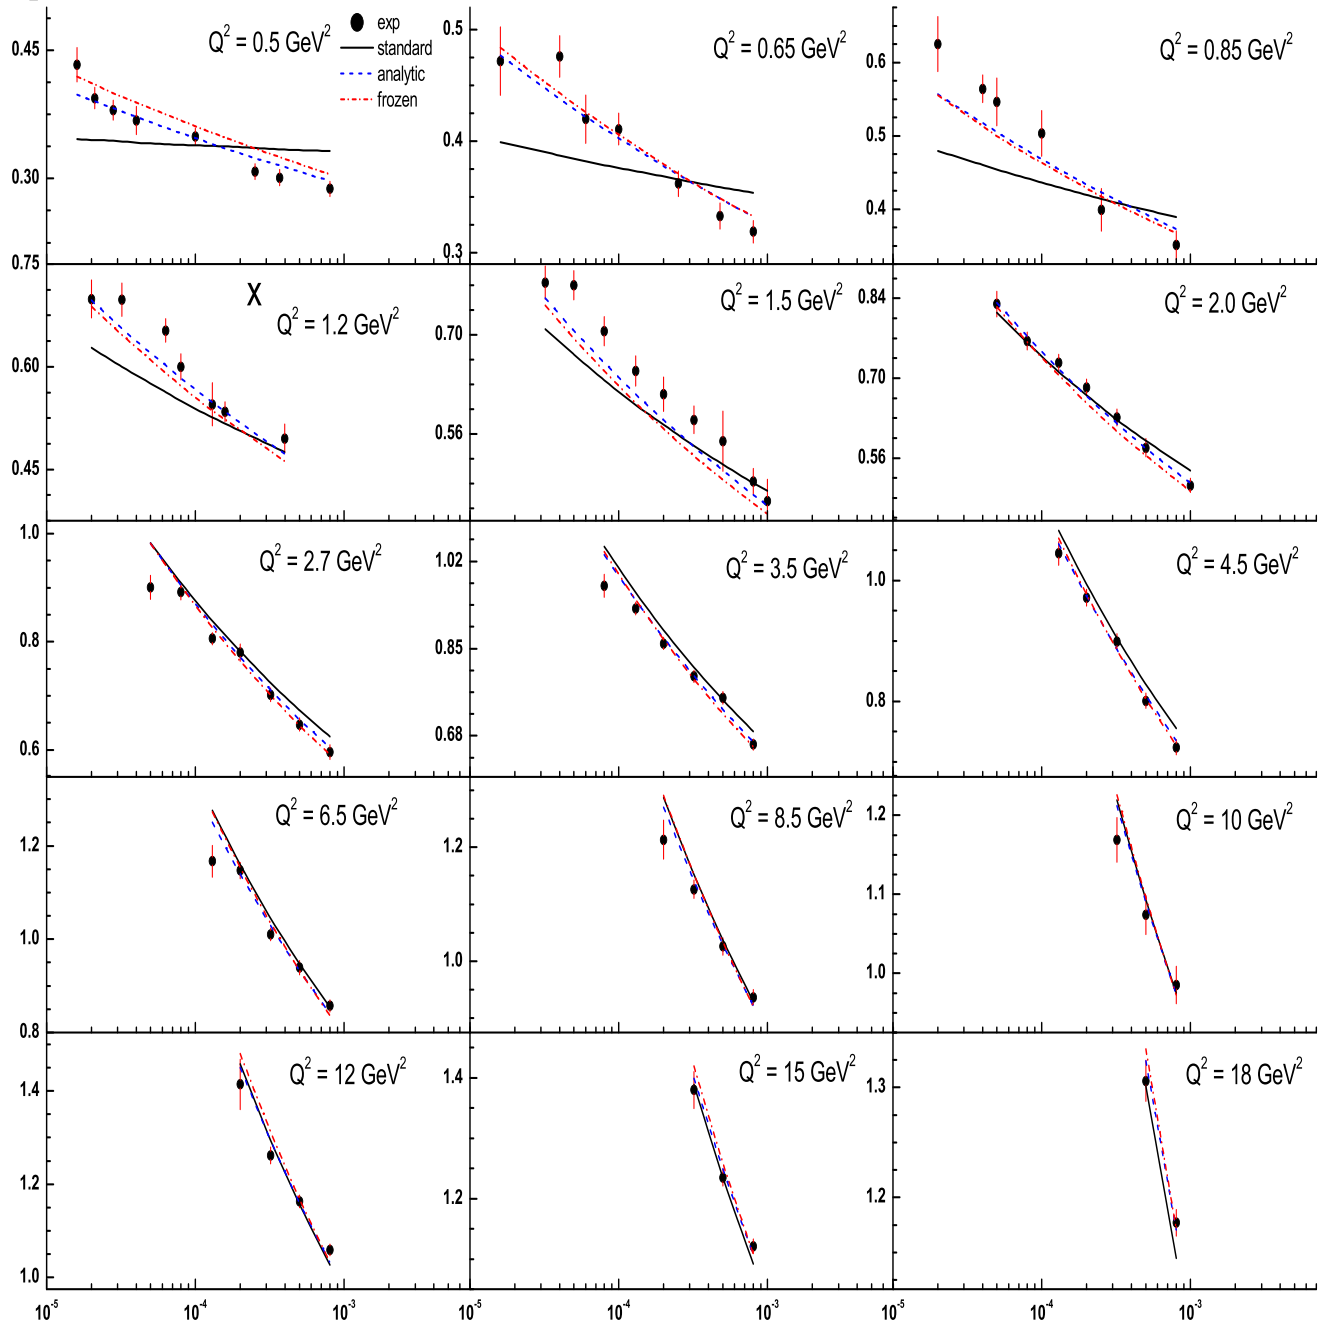 exp
standard
analytic
frozen
Q² = 0.5 GeV²
Q² = 0.65 GeV²
Q² = 0.85 GeV²
0.45
0.30
0.5
0.4
0.3
0.6
0.5
0.4
X
Q² = 1.2 GeV²
Q² = 1.5 GeV²
Q² = 2.0 GeV²
0.75
0.60
0.45
0.70
0.56
0.84
0.70
0.56
Q² = 2.7 GeV²
Q² = 3.5 GeV²
Q² = 4.5 GeV²
1.0
0.8
0.6
1.02
0.85
0.68
1.0
0.8
Q² = 6.5 GeV²
Q² = 8.5 GeV²
Q² = 10 GeV²
1.2
1.0
0.8
1.2
1.0
1.2
1.1
1.0
Q² = 12 GeV²
Q² = 15 GeV²
Q² = 18 GeV²
1.4
1.2
1.0
1.4
1.2
1.3
1.2
10⁻⁵ 10⁻⁴ 10⁻³ 10⁻⁵ 10⁻⁴ 10⁻³ 10⁻⁵ 10⁻⁴ 10⁻³